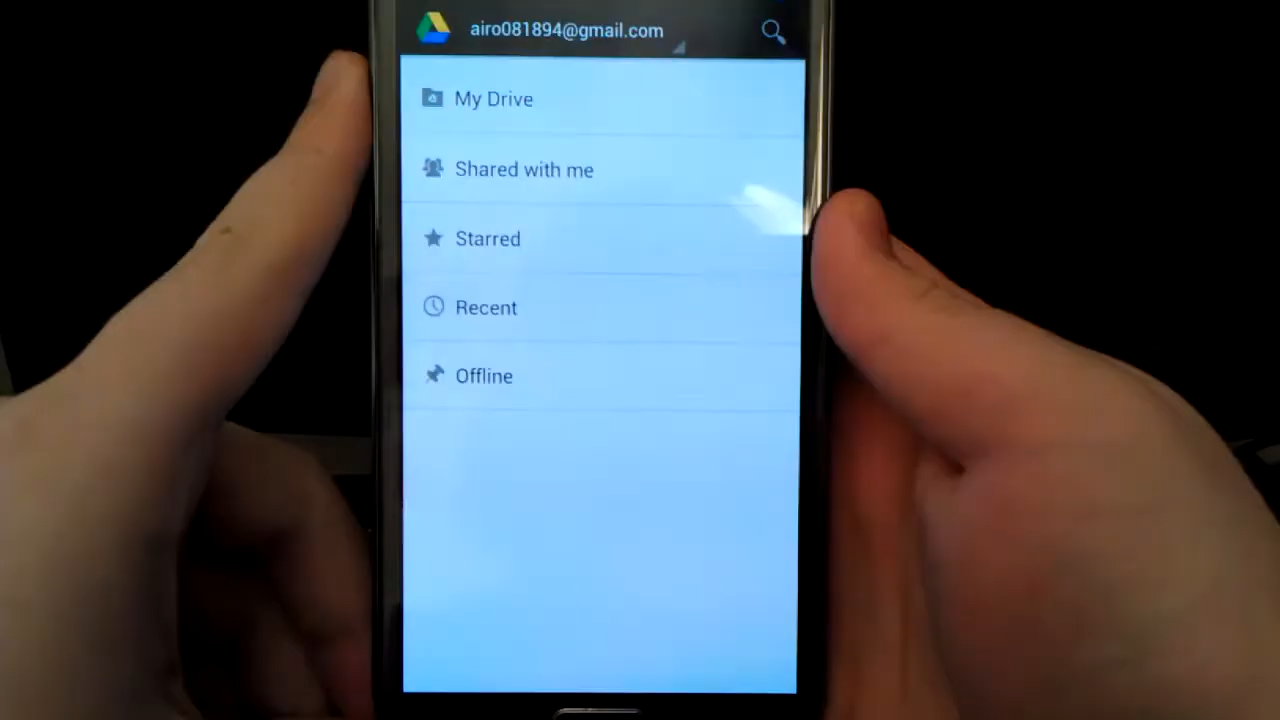 airo081894@gmail.com
My Drive
Shared with me
Starred
Recent
Offline